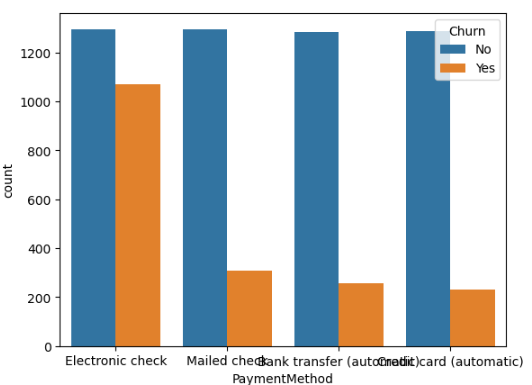 Churn
No
Yes
1200
1000
800
600
400
200
0
count
Electronic check
Mailed check
Bank transfer (automatic)
Credit card (automatic)
PaymentMethod